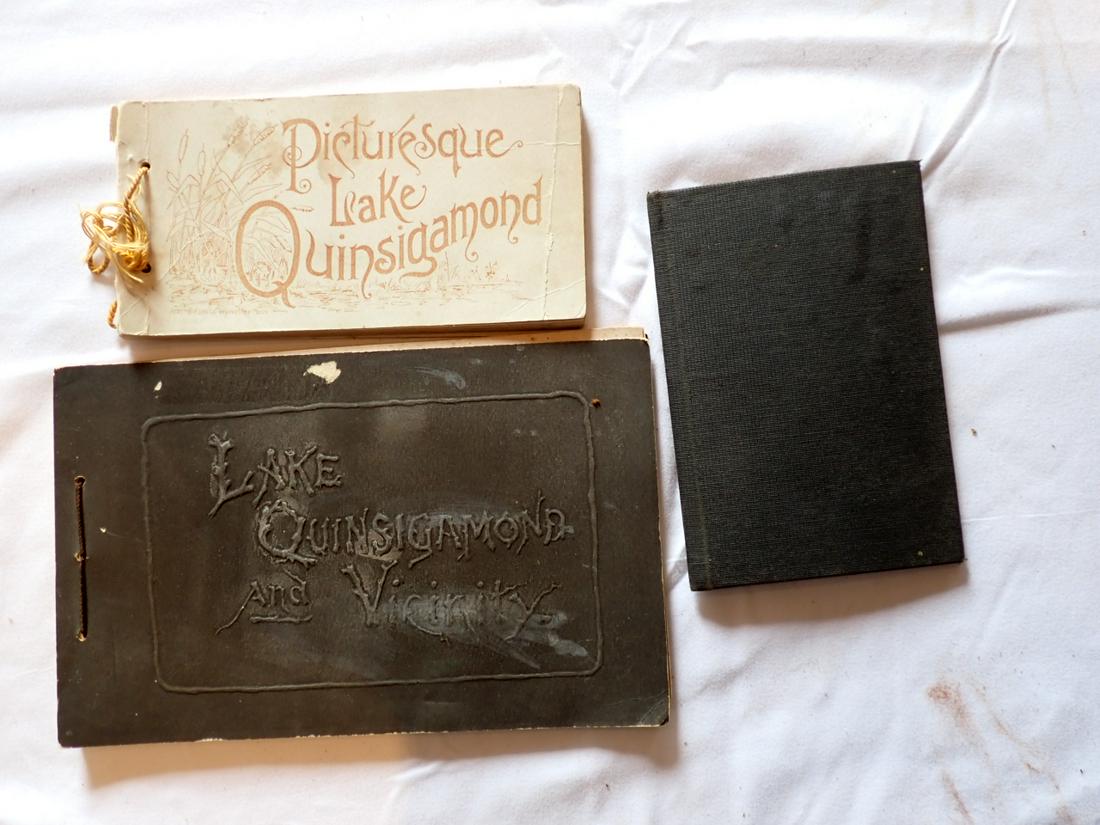 Picturesque
Lake
Quinsigamond
Lake
Quinsigamond
and Vicinity.